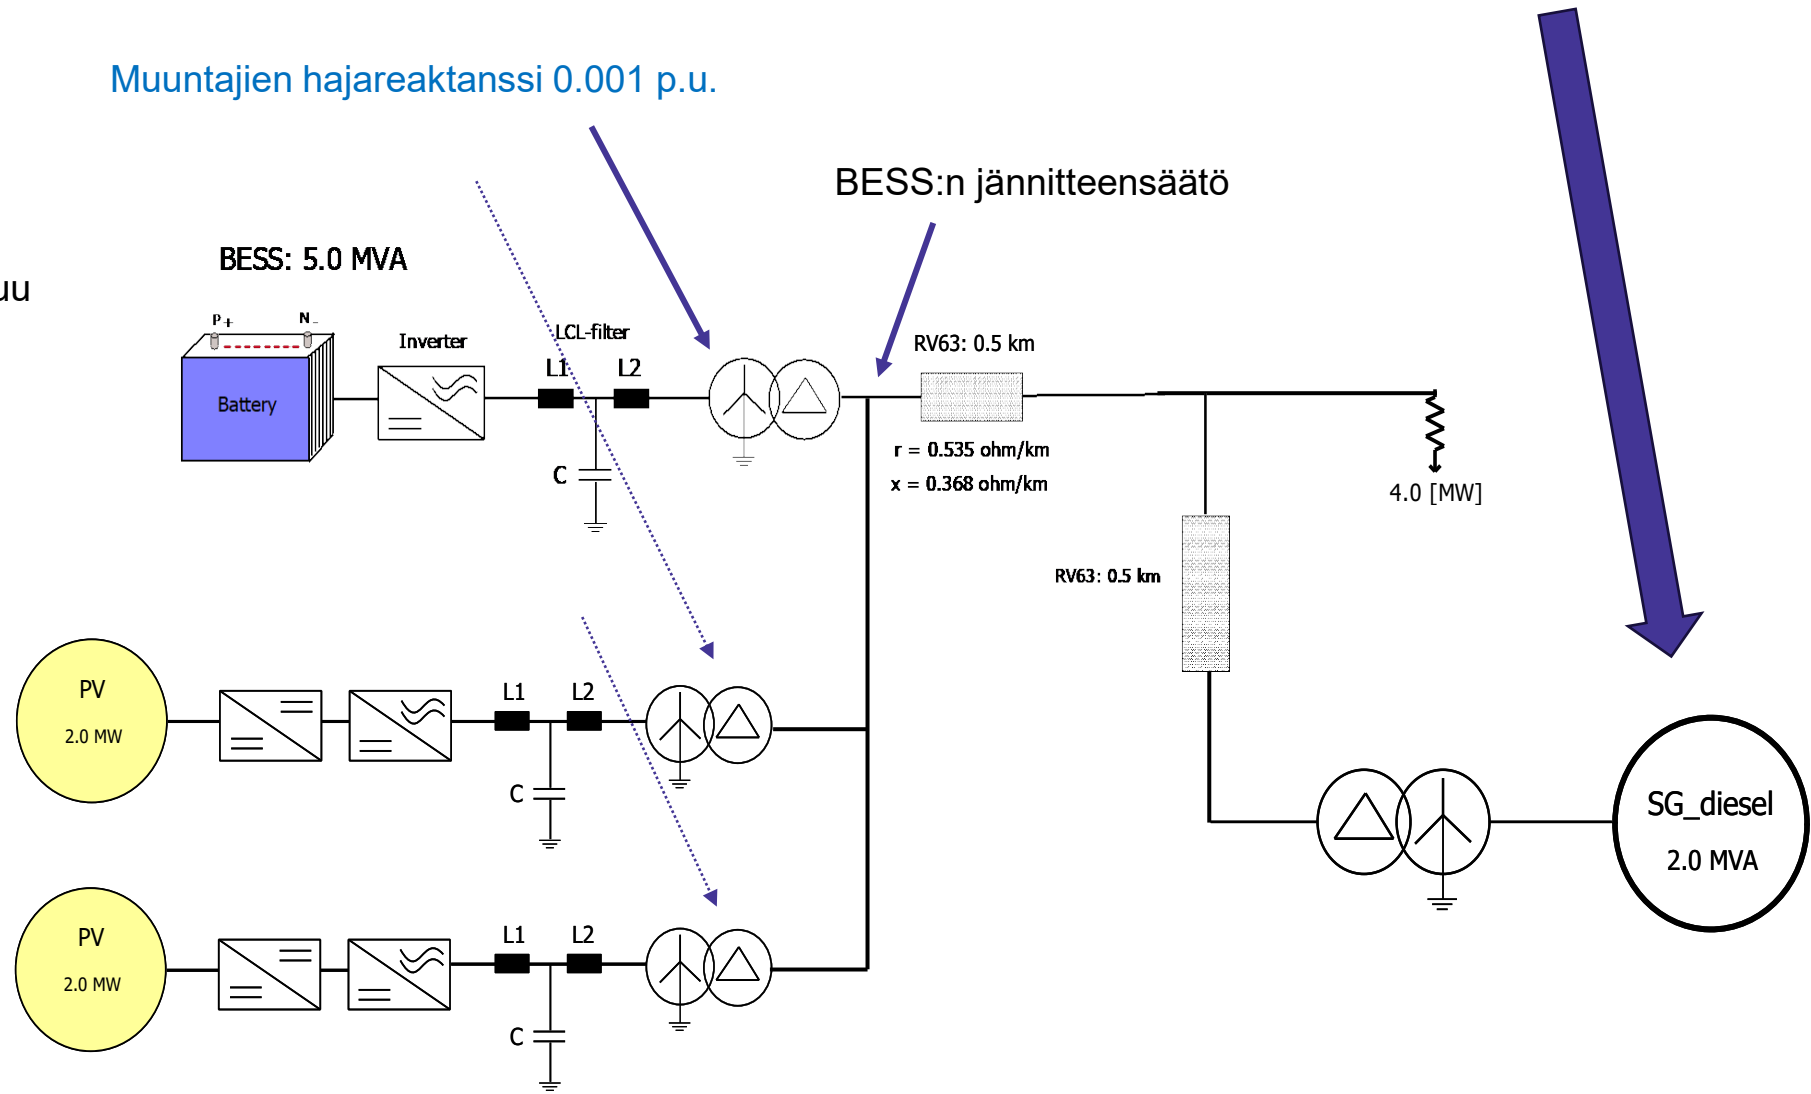 Muuntajien hajareaktanssi 0.001 p.u.
BESS:n jännitteensäätö
BESS: 5.0 MVA
uu
P +
N -
Battery
Inverter
LCL-filter
L1
L2
C
RV63: 0.5 km
r = 0.535 ohm/km
x = 0.368 ohm/km
4.0 [MW]
RV63: 0.5 km
PV
2.0 MW
L1
L2
C
SG_diesel
2.0 MVA
PV
2.0 MW
L1
L2
C